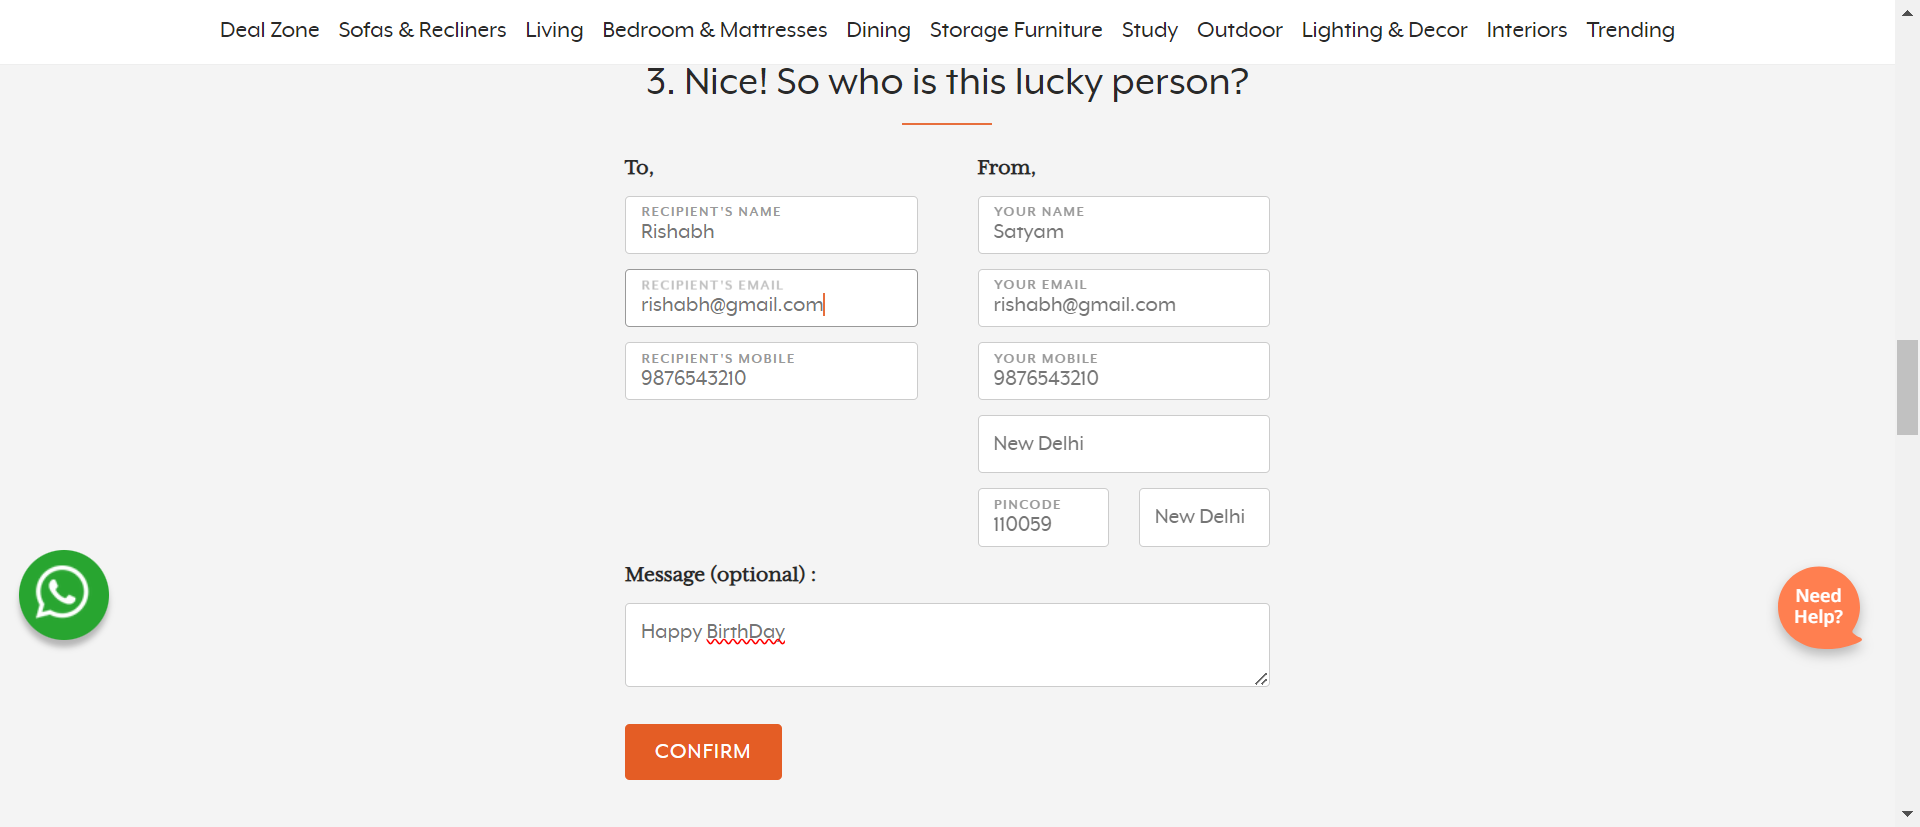 Deal Zone Sofas & Recliners Living Bedroom & Mattresses Dining Storage Furniture Study Outdoor Lighting & Decor Interiors Trending
3. Nice! So who is this lucky person?
To,
From,
RECIPIENT'S NAME
Rishabh
YOUR NAME
Satyam
RECIPIENT'S EMAIL
rishabh@gmail.com
YOUR EMAIL
rishabh@gmail.com
RECIPIENT'S MOBILE
9876543210
YOUR MOBILE
9876543210
New Delhi
PINCODE
110059
New Delhi
Message (optional) :
Happy BirthDay
Need
Help?
CONFIRM